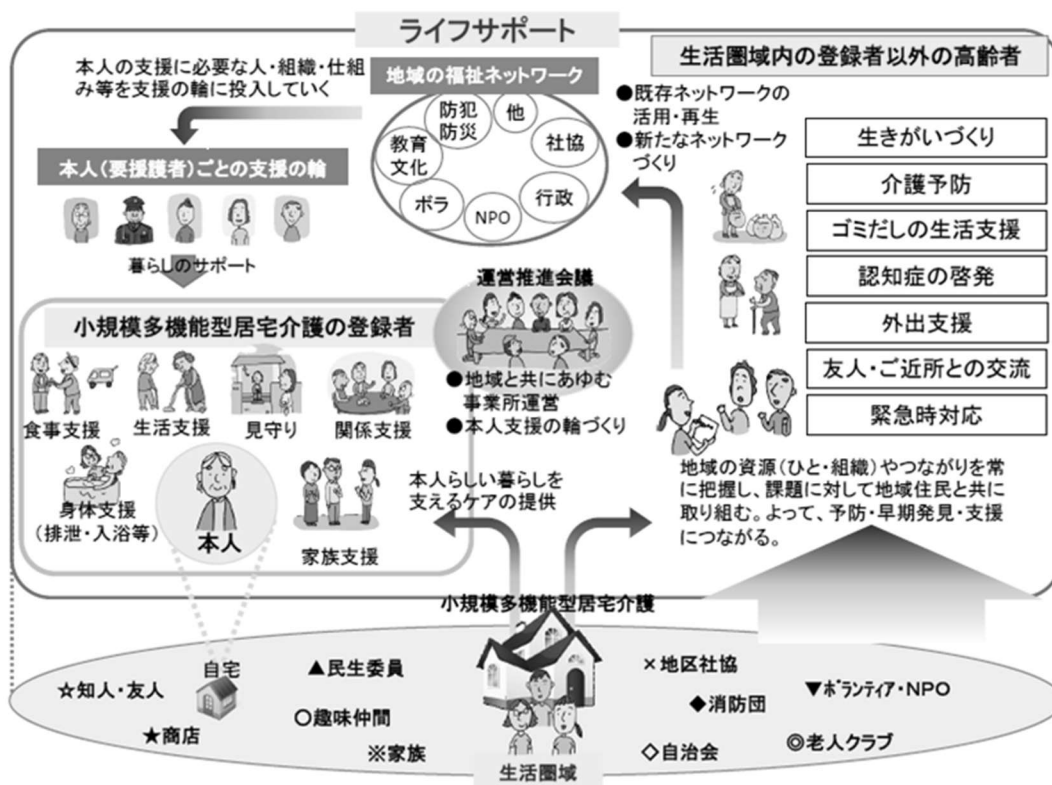 ライフサポート
本人の支援に必要な人・組織・仕組
み等を支援の輪に投入していく
地域の福祉ネットワーク
防犯
防災
他
教育
文化
社協
ボラ
NPO
行政
本人(要援護者)ごとの支援の輪
暮らしのサポート
生活圏域内の登録者以外の高齢者
●既存ネットワークの
活用・再生
●新たなネットワーク
づくり
生きがいづくり
介護予防
ゴミだしの生活支援
認知症の啓発
外出支援
友人・ご近所との交流
緊急時対応
運営推進会議
●地域と共にあゆむ
事業所運営
●本人支援の輪づくり
小規模多機能型居宅介護の登録者
食事支援
生活支援
見守り
関係支援
身体支援
(排泄・入浴等)
本人
家族支援
本人らしい暮らしを
支えるケアの提供
地域の資源(ひと・組織)やつながりを常
に把握し、課題に対して地域住民と共に
取り組む。よって、予防・早期発見・支援
につながる。
小規模多機能型居宅介護
自宅
☆知人・友人
★商店
▲民生委員
○趣味仲間
※家族
×地区社協
◆消防団
◇自治会
▼ボランティア・NPO
◎老人クラブ
生活圏域